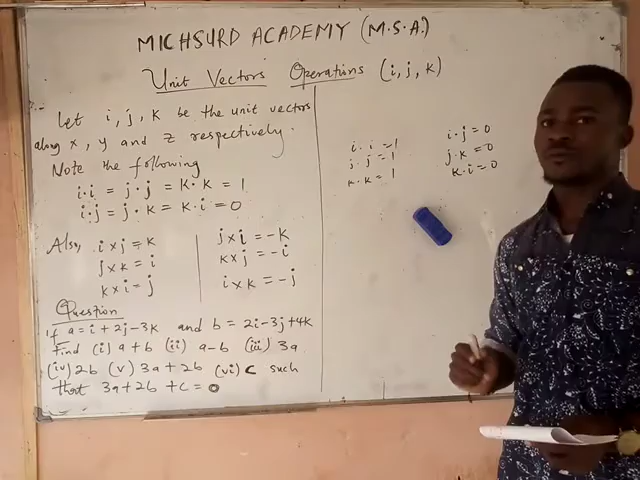 MICHSURD ACADEMY (M.S.A.)
Unit Vectors Operations (i, j, k)
Let i, j, k be the unit vectors
along x, y and z respectively.
Note the following
i·i = j·j = k·k = 1
i·j = j·k = k·i = 0
Also, i x j = k
j x k = i
k x i = j
j x i = -k
k x j = -i
i x k = -j
Question
If a = i + 2j - 3k and b = 2i - 3j + 4k
Find (i) a + b (ii) a - b (iii) 3a
(iv) 2b (v) 3a + 2b (vi) c such
that 3a + 2b + c = 0
i·i = 1
j·j = 1
k·k = 1
i·j = 0
j·k = 0
k·i = 0